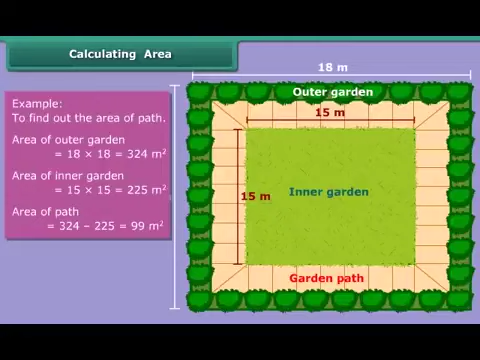 Calculating Area
18 m
Outer garden
Example:
To find out the area of path.
15 m
Area of outer garden
= 18 × 18 = 324 m²
Area of inner garden
= 15 × 15 = 225 m²
Inner garden
15 m
Area of path
= 324 – 225 = 99 m²
Garden path